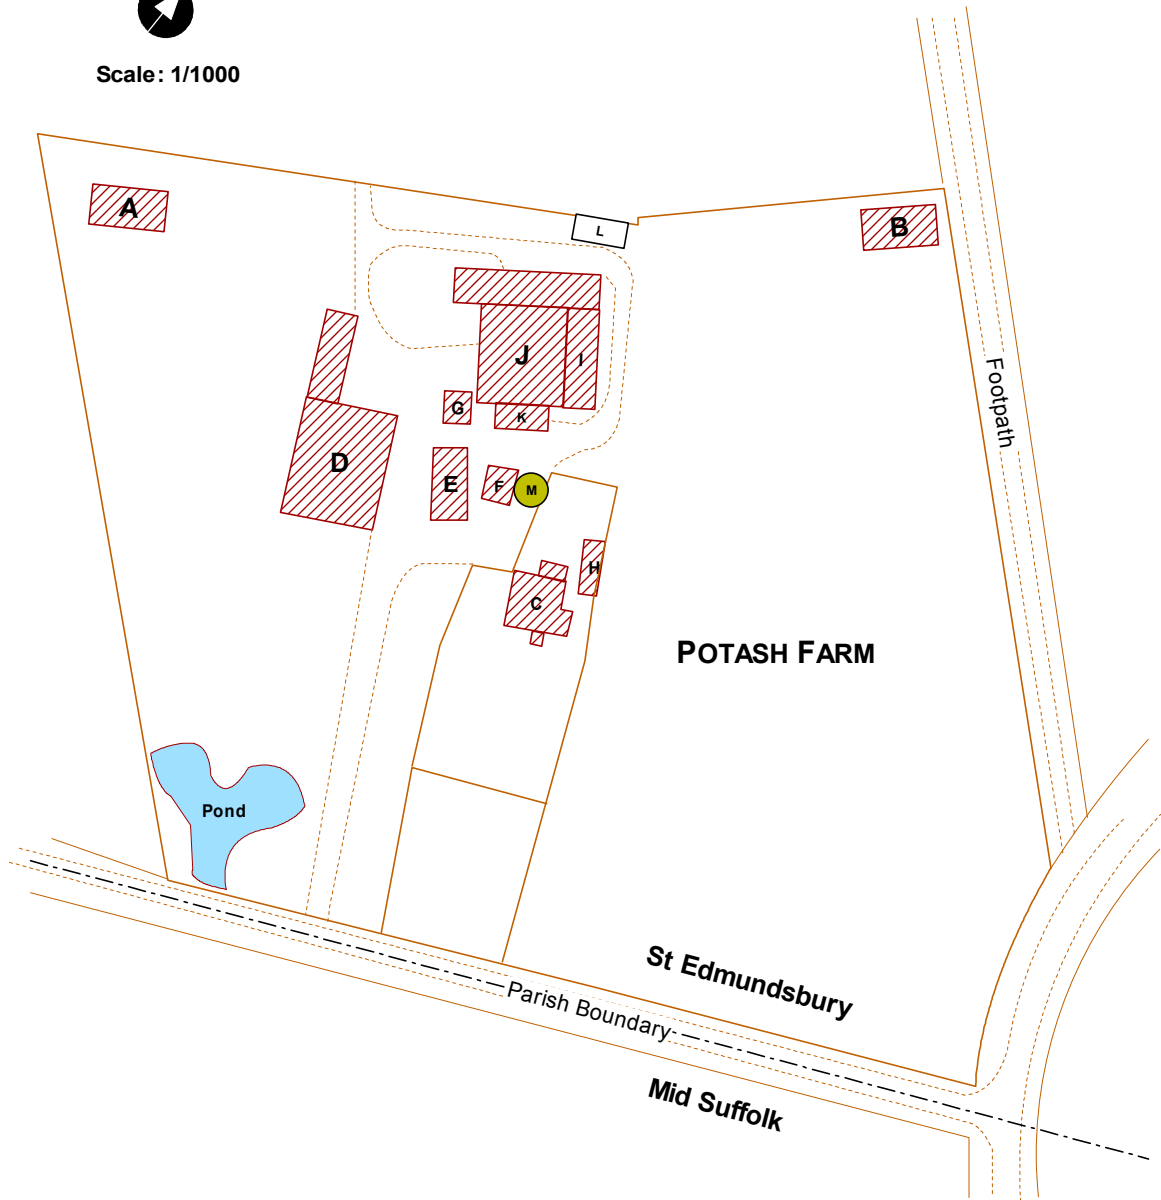 Scale: 1/1000
A
B
L
J
I
G
K
D
E
F
M
H
C
Footpath
POTASH FARM
Pond
St Edmundsbury
Parish Boundary
Mid Suffolk